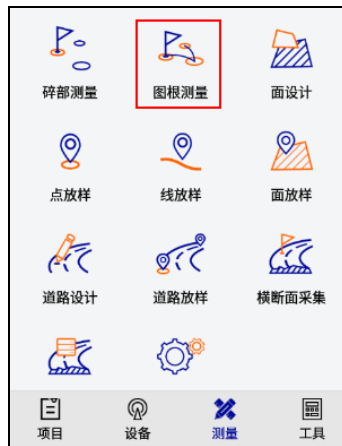 碎部测量 图根测量 面设计
点放样 线放样 面放样
道路设计 道路放样 横断面采集
项目 设备 测量 工具